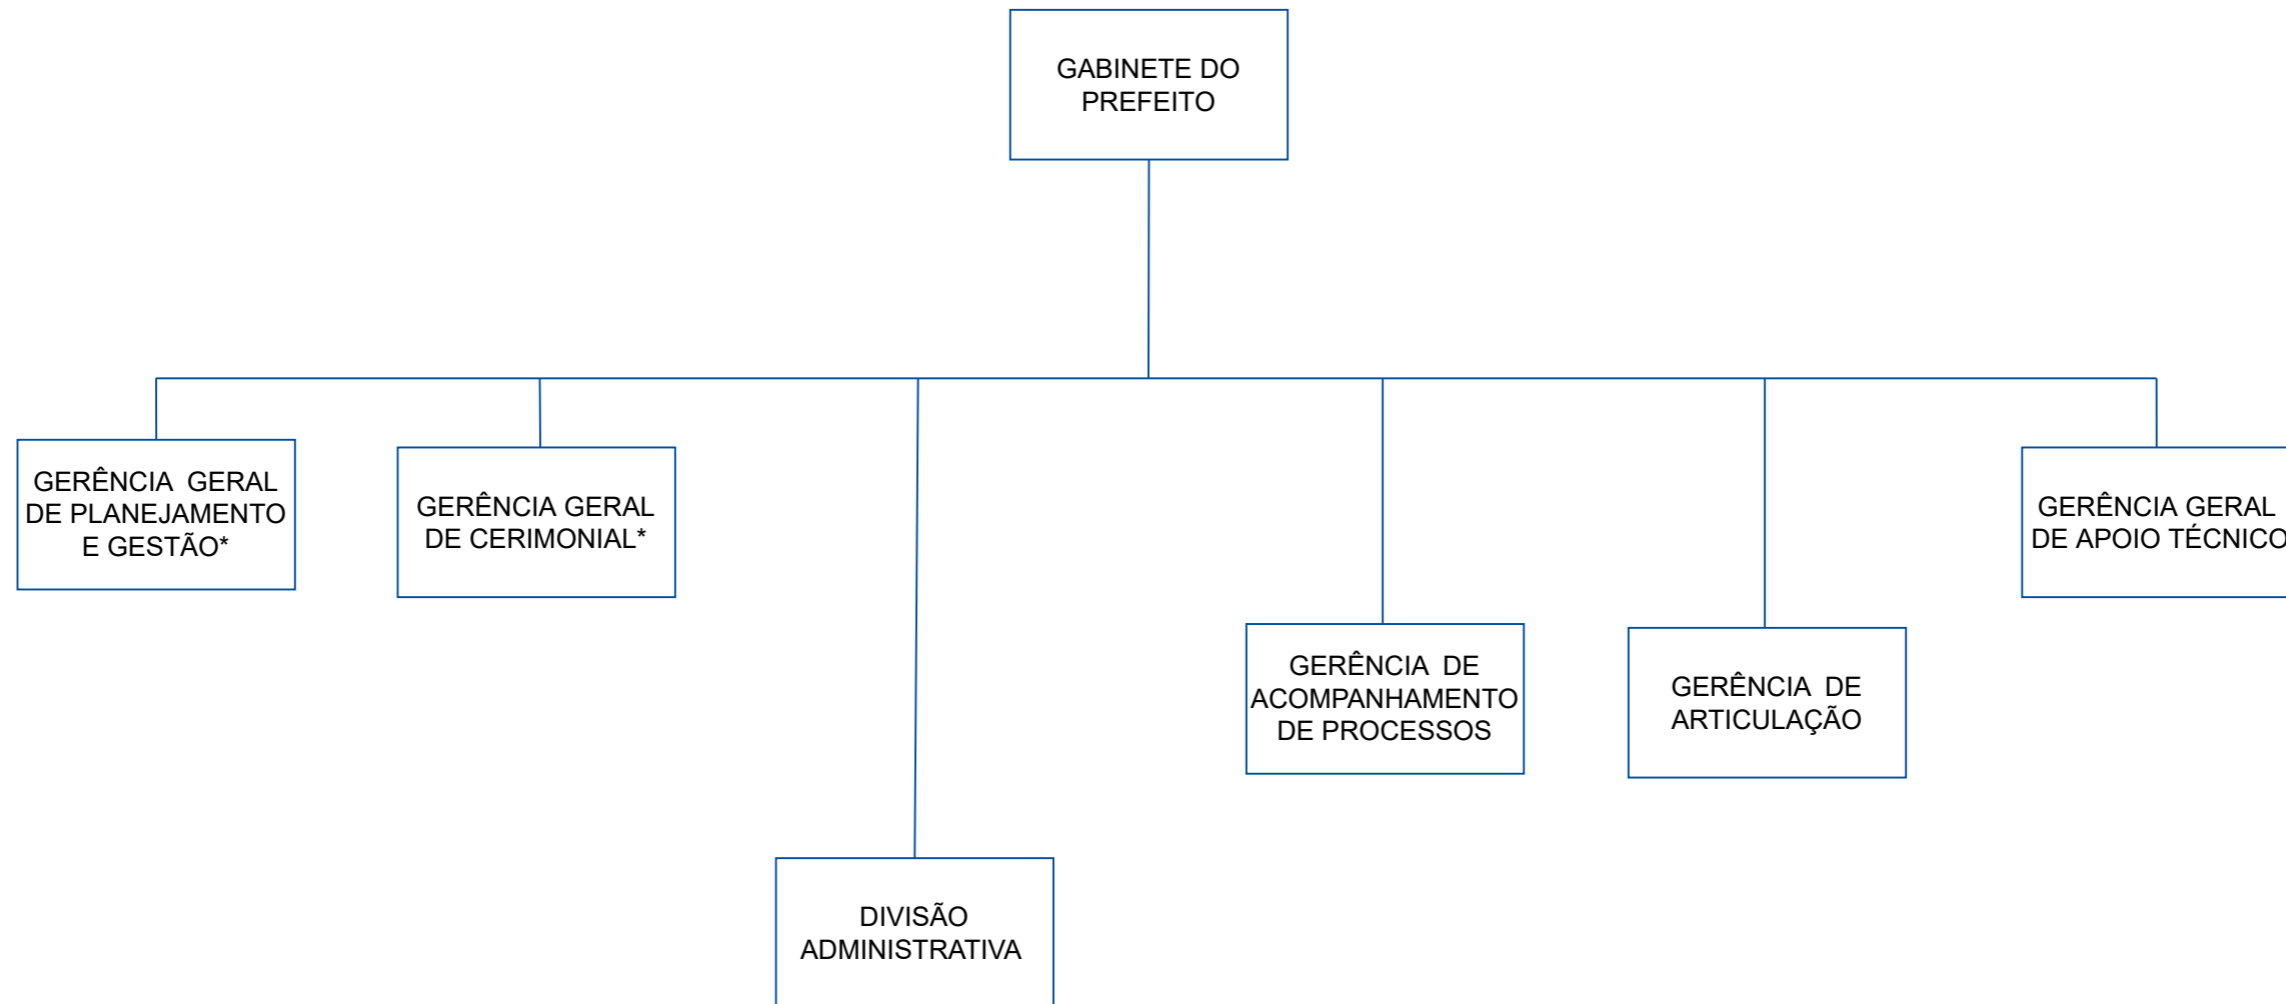 GABINETE DO
PREFEITO
GERÊNCIA  GERAL
DE PLANEJAMENTO
E GESTÃO*
GERÊNCIA GERAL
DE CERIMONIAL*
GERÊNCIA GERAL
DE APOIO TÉCNICO
GERÊNCIA  DE
ACOMPANHAMENTO
DE PROCESSOS
GERÊNCIA  DE
ARTICULAÇÃO
DIVISÃO
ADMINISTRATIVA